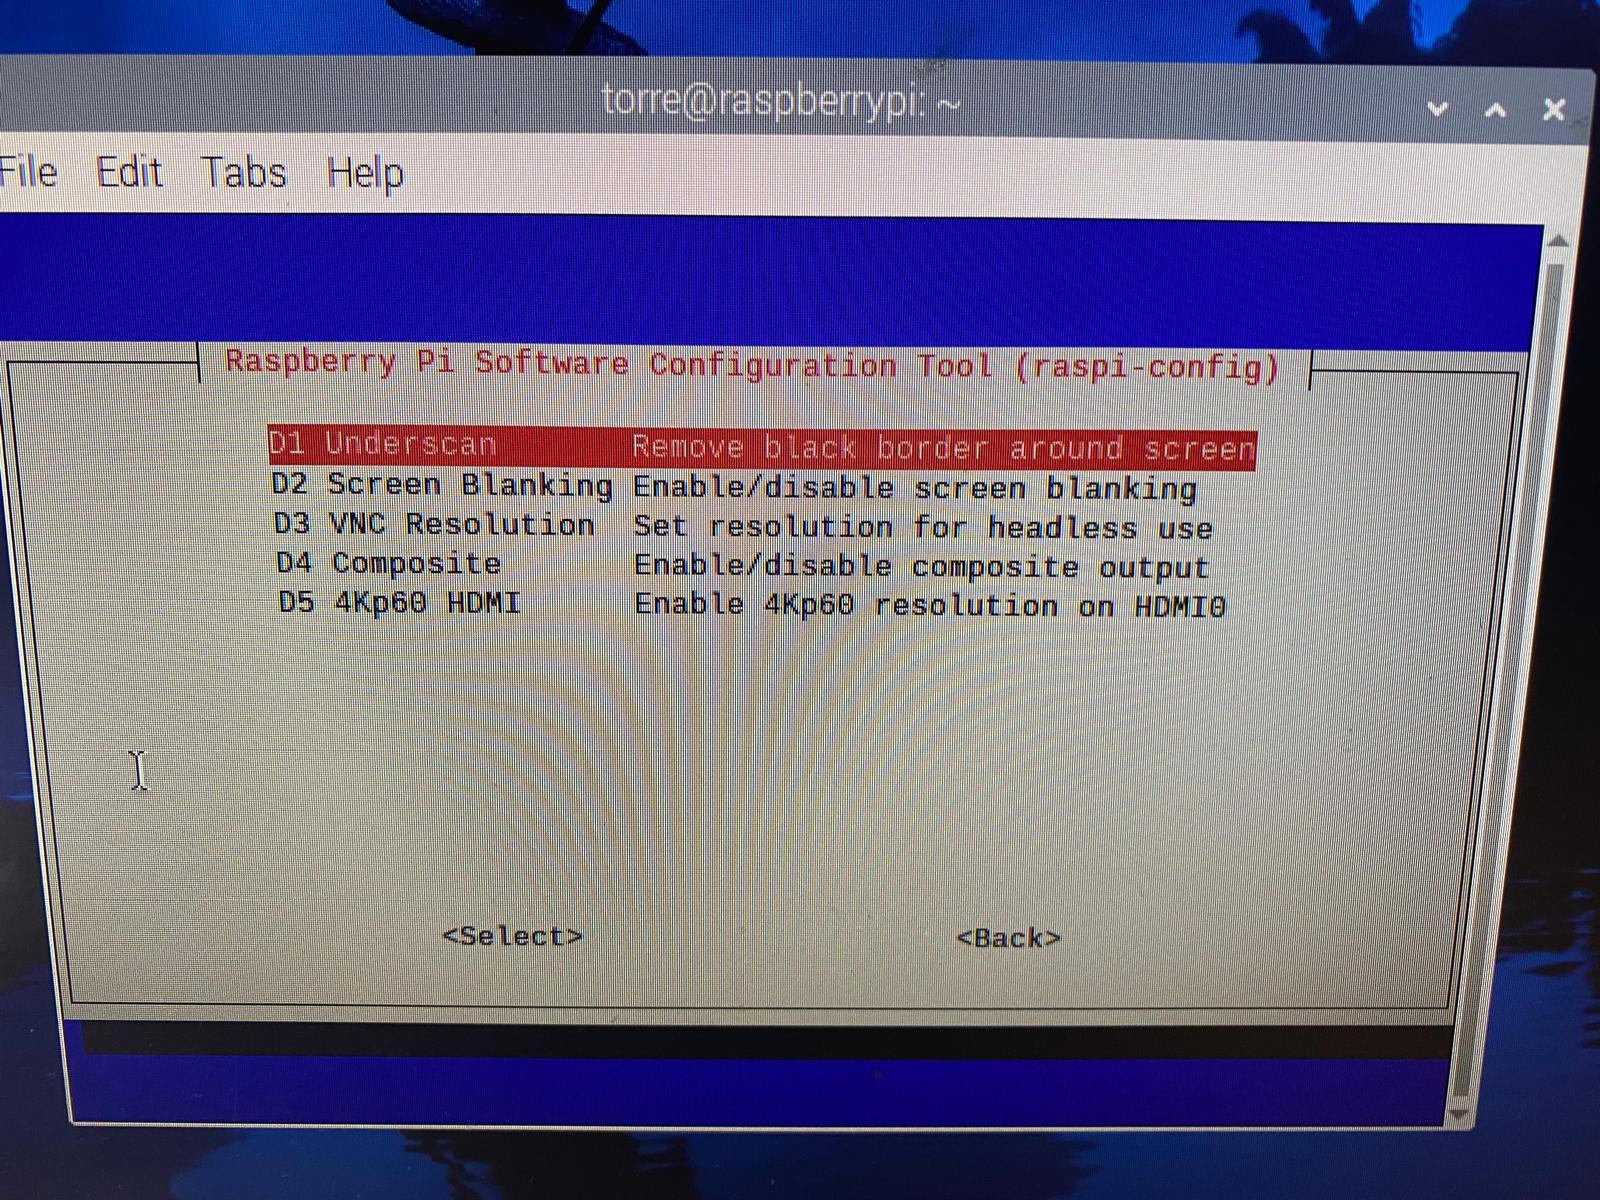 torre@raspberrypi: ~
File Edit Tabs Help
Raspberry Pi Software Configuration Tool (raspi-config)
D1 Underscan Remove black border around screen
D2 Screen Blanking Enable/disable screen blanking
D3 VNC Resolution Set resolution for headless use
D4 Composite Enable/disable composite output
D5 4Kp60 HDMI Enable 4Kp60 resolution on HDMI0
<Select> <Back>